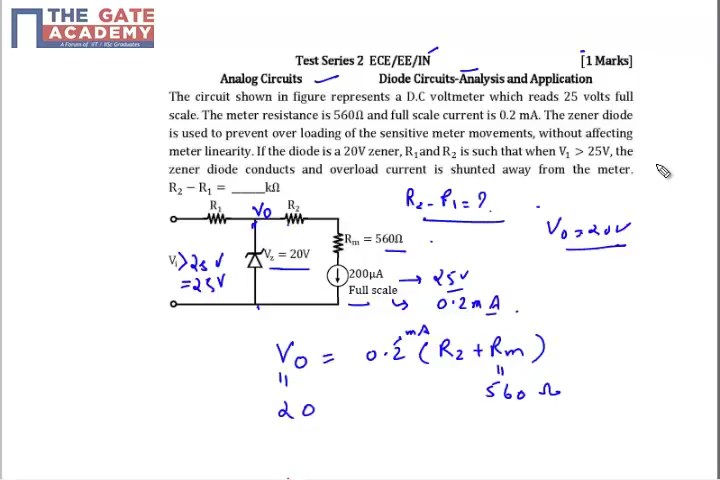 THE GATE
ACADEMY
A Forum of IIT / IISc Graduates
Test Series 2 ECE/EE/IN [1 Marks]
Analog Circuits Diode Circuits-Analysis and Application
The circuit shown in figure represents a D.C voltmeter which reads 25 volts full
scale. The meter resistance is 560Ω and full scale current is 0.2 mA. The zener diode
is used to prevent over loading of the sensitive meter movements, without affecting
meter linearity. If the diode is a 20V zener, R₁and R₂ is such that when V₁ > 25V, the
zener diode conducts and overload current is shunted away from the meter.
R₂ − R₁ = _____kΩ
R₂ - R₁ = ?
R₁ V0 R₂
V0 = 20V
Rm = 560Ω
Vz = 20V
Vi > 25V
= 25V
200μA → 25V
Full scale ↳ 0.2mA.
V0 = 0.2 mA (R2 + Rm)
=
= 560 Ω
20